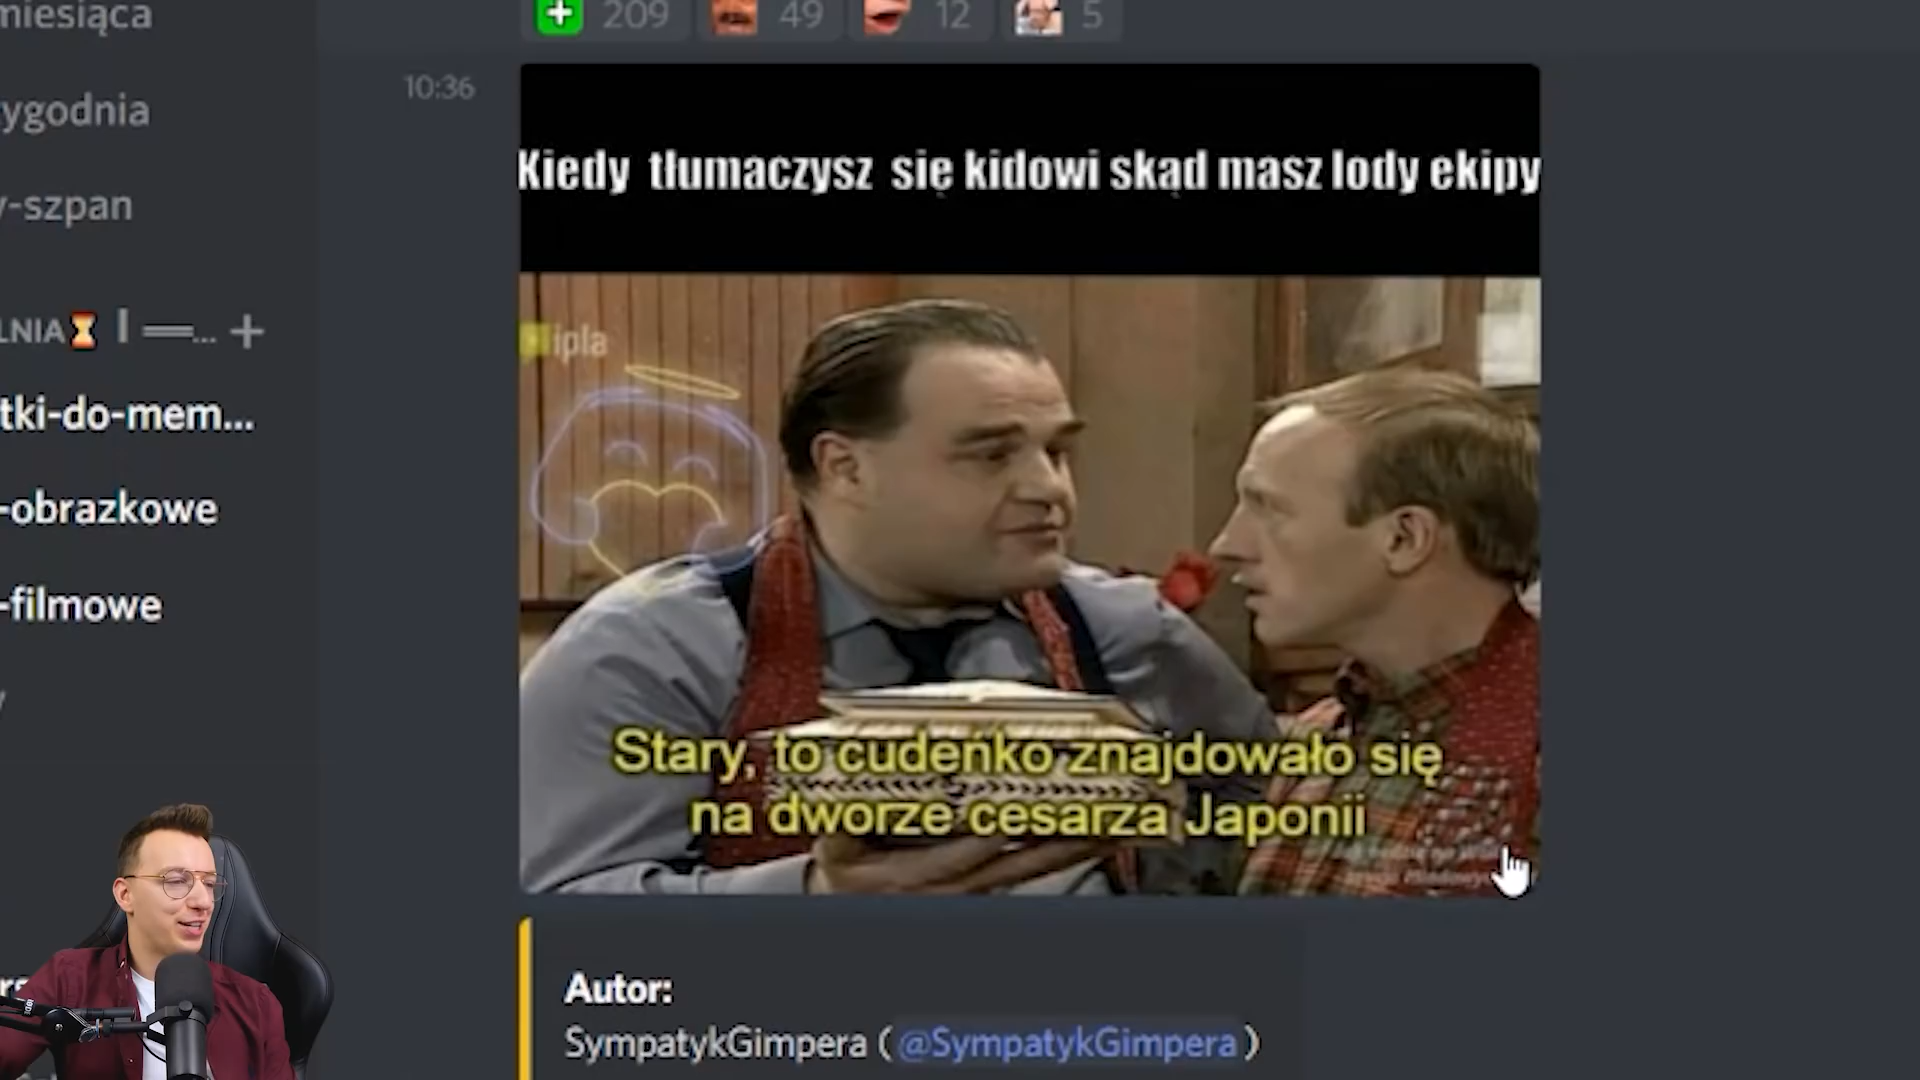 miesiąca
209 49 12 5
10:36
ygodnia
Kiedy tłumaczysz się kidowi skąd masz lody ekipy
y-szpan
LNIA | ═... +
ipla
tki-do-mem...
-obrazkowe
-filmowe
Stary, to cudeńko znajdowało się
na dworze cesarza Japonii
Autor:
SympatykGimpera ( @SympatykGimpera )